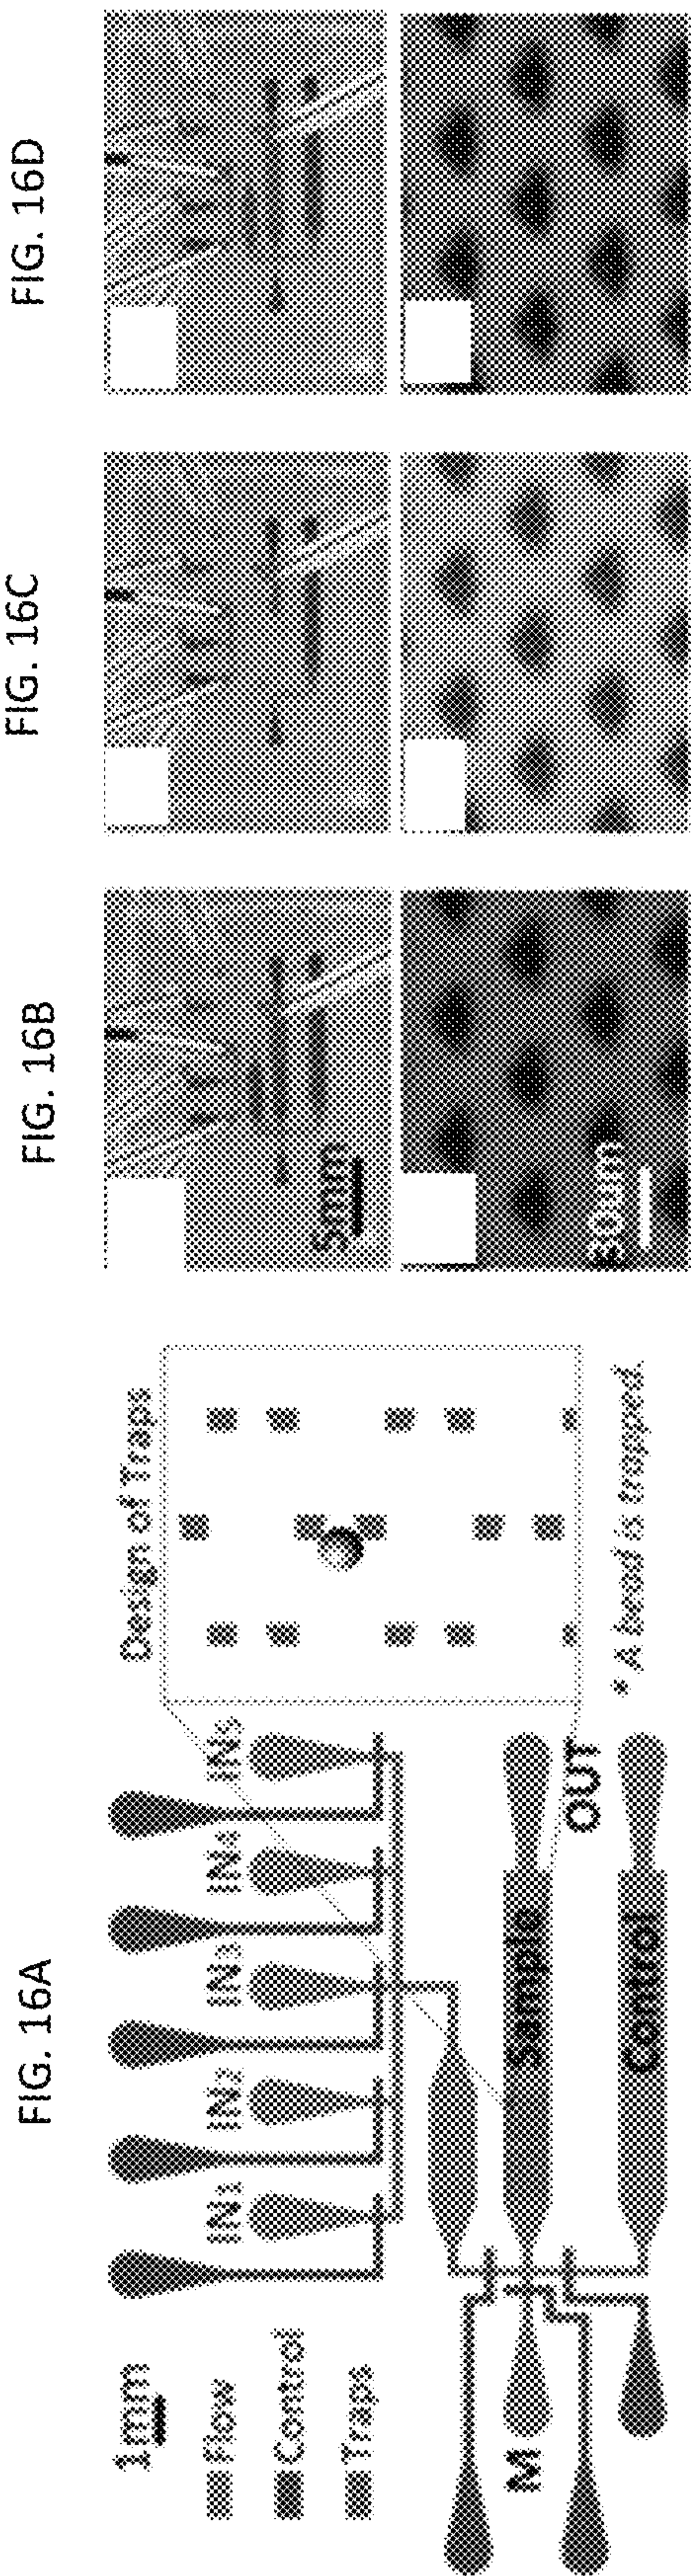 FIG. 16A
1mm
Flow
Control
Traps
IN1
IN2
IN3
IN4
IN5
M
Sample
Control
OUT
Design of Traps
* A bead is trapped.
FIG. 16B
5mm
FIG. 16C
FIG. 16D